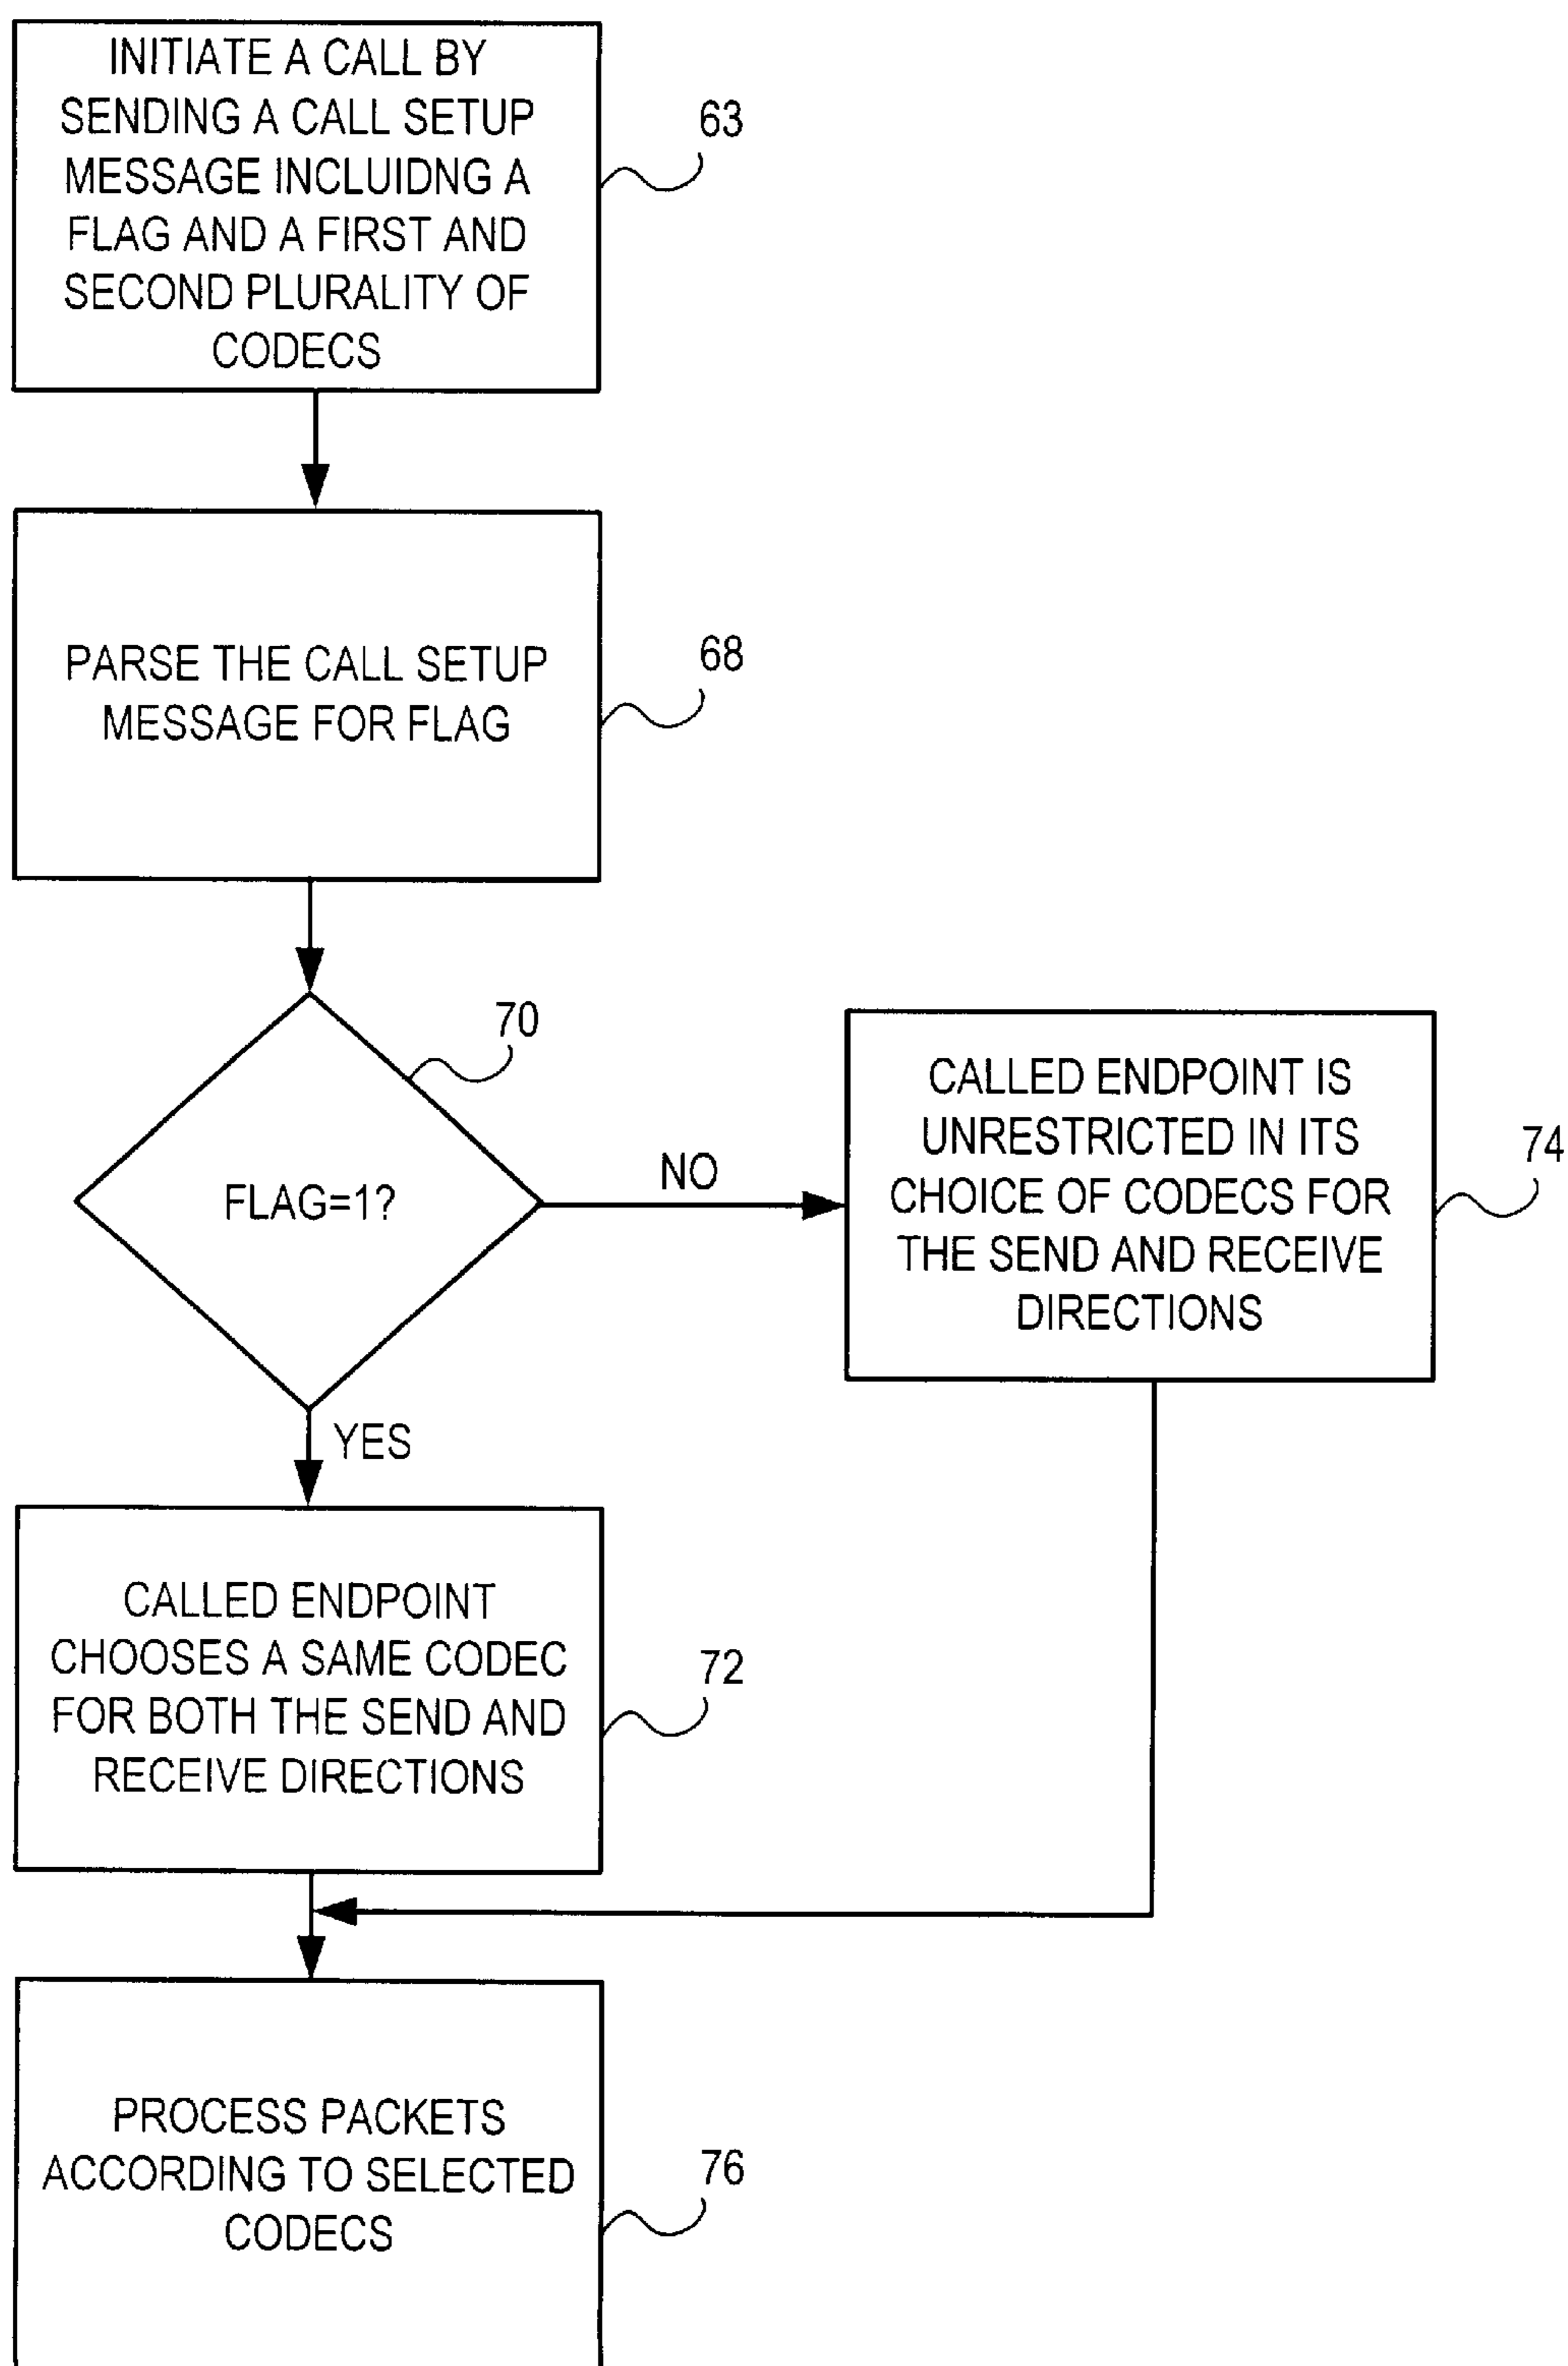 INITIATE A CALL BY
SENDING A CALL SETUP
MESSAGE INCLUIDNG A
FLAG AND A FIRST AND
SECOND PLURALITY OF
CODECS
63
PARSE THE CALL SETUP
MESSAGE FOR FLAG
68
70
FLAG=1?
NO
CALLED ENDPOINT IS
UNRESTRICTED IN ITS
CHOICE OF CODECS FOR
THE SEND AND RECEIVE
DIRECTIONS
74
YES
CALLED ENDPOINT
CHOOSES A SAME CODEC
FOR BOTH THE SEND AND
RECEIVE DIRECTIONS
72
PROCESS PACKETS
ACCORDING TO SELECTED
CODECS
76